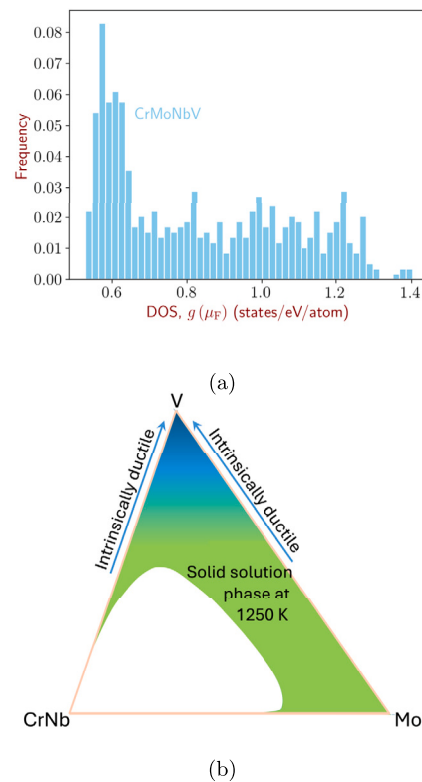 0.08
0.07
0.06
0.05
0.04
0.03
0.02
0.01
0.00
Frequency
CrMoNbV
0.6 0.8 1.0 1.2 1.4
DOS, g (μF) (states/eV/atom)
(a)
V
Intrinsically ductile
Intrinsically ductile
Solid solution
phase at
1250 K
CrNb
Mo
(b)